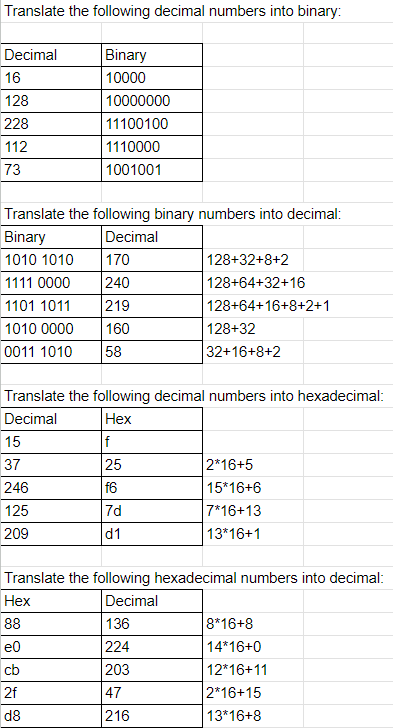 Translate the following decimal numbers into binary:
Decimal Binary
16 10000
128 10000000
228 11100100
112 1110000
73 1001001
Translate the following binary numbers into decimal:
Binary Decimal
1010 1010 170 128+32+8+2
1111 0000 240 128+64+32+16
1101 1011 219 128+64+16+8+2+1
1010 0000 160 128+32
0011 1010 58 32+16+8+2
Translate the following decimal numbers into hexadecimal:
Decimal Hex
15 f
37 25 2*16+5
246 f6 15*16+6
125 7d 7*16+13
209 d1 13*16+1
Translate the following hexadecimal numbers into decimal:
Hex Decimal
88 136 8*16+8
e0 224 14*16+0
cb 203 12*16+11
2f 47 2*16+15
d8 216 13*16+8